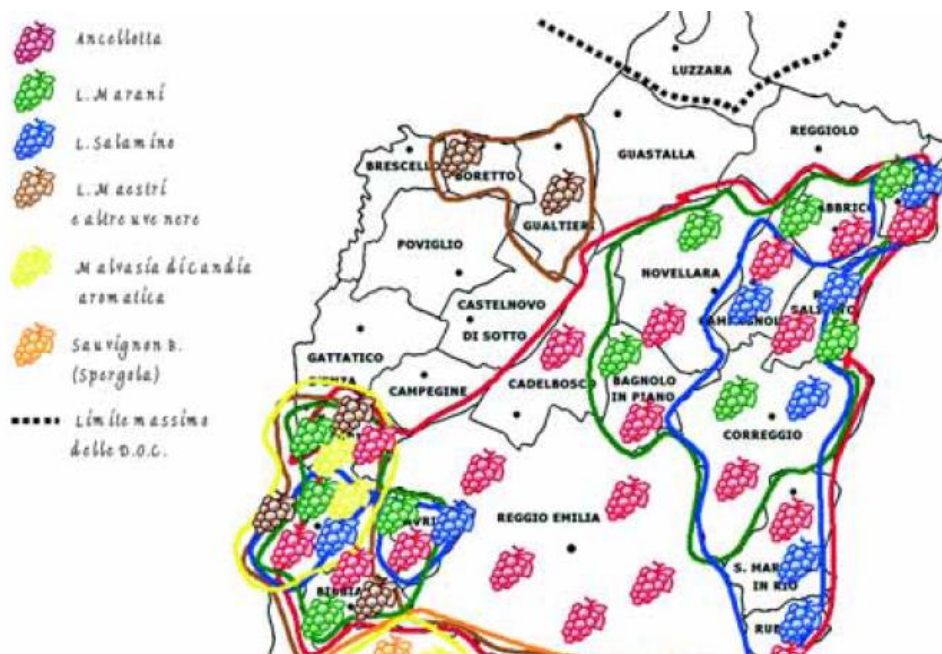 Ancellotta
L. Marani
L. Salamino
L. Maestri
e altre uve nere
Malvasia di candia
aromatica
Sauvignon B.
(Spergola)
Limite massimo
delle D.O.C.
LUZZARA
REGGIOLO
GUASTALLA
BRESCELLO
BORETTO
GUALTIERI
POVIGLIO
NOVELLARA
CASTELNOVO
DI SOTTO
GATTATICO
CAMPEGINE
CADELBOSCO
BAGNOLO
IN PIANO
CORREGGIO
REGGIO EMILIA
S. MAR
IN RIO